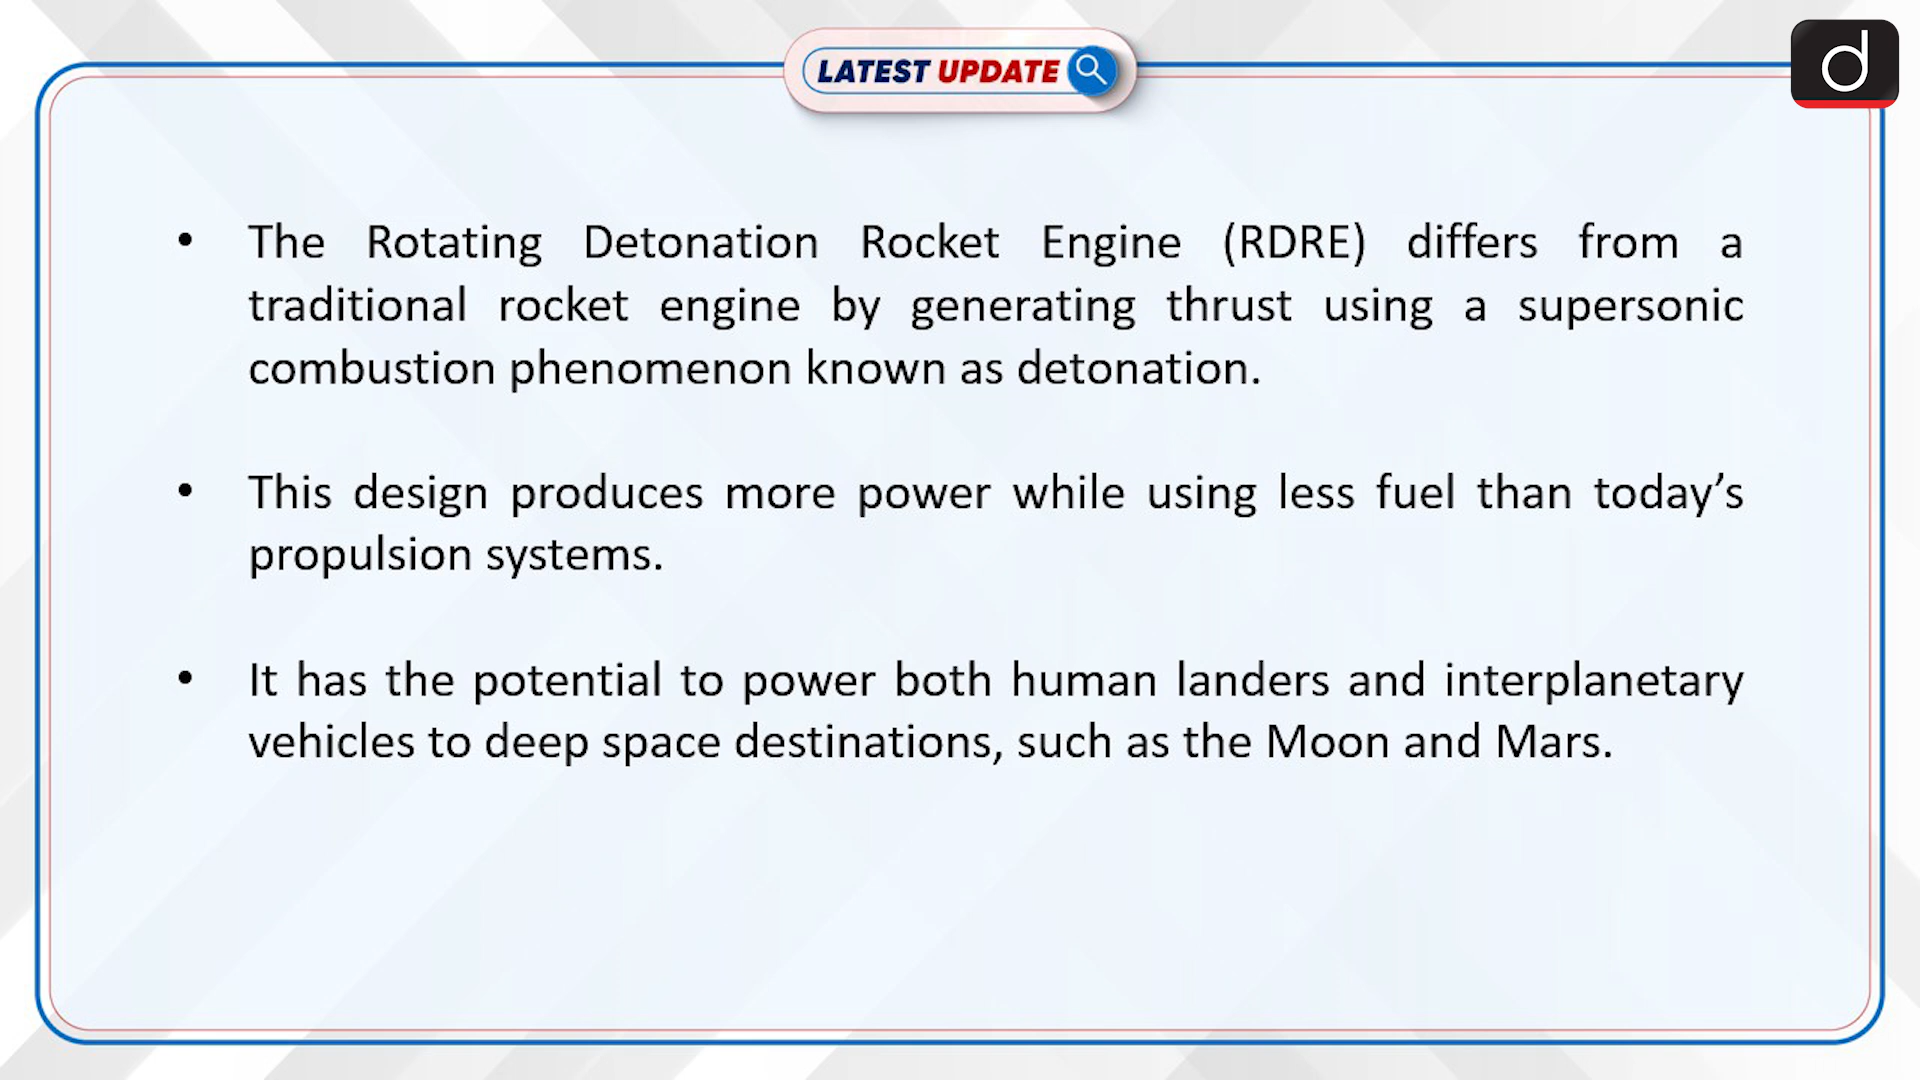 LATEST UPDATE
d
• The Rotating Detonation Rocket Engine (RDRE) differs from a
traditional rocket engine by generating thrust using a supersonic
combustion phenomenon known as detonation.
• This design produces more power while using less fuel than today’s
propulsion systems.
• It has the potential to power both human landers and interplanetary
vehicles to deep space destinations, such as the Moon and Mars.